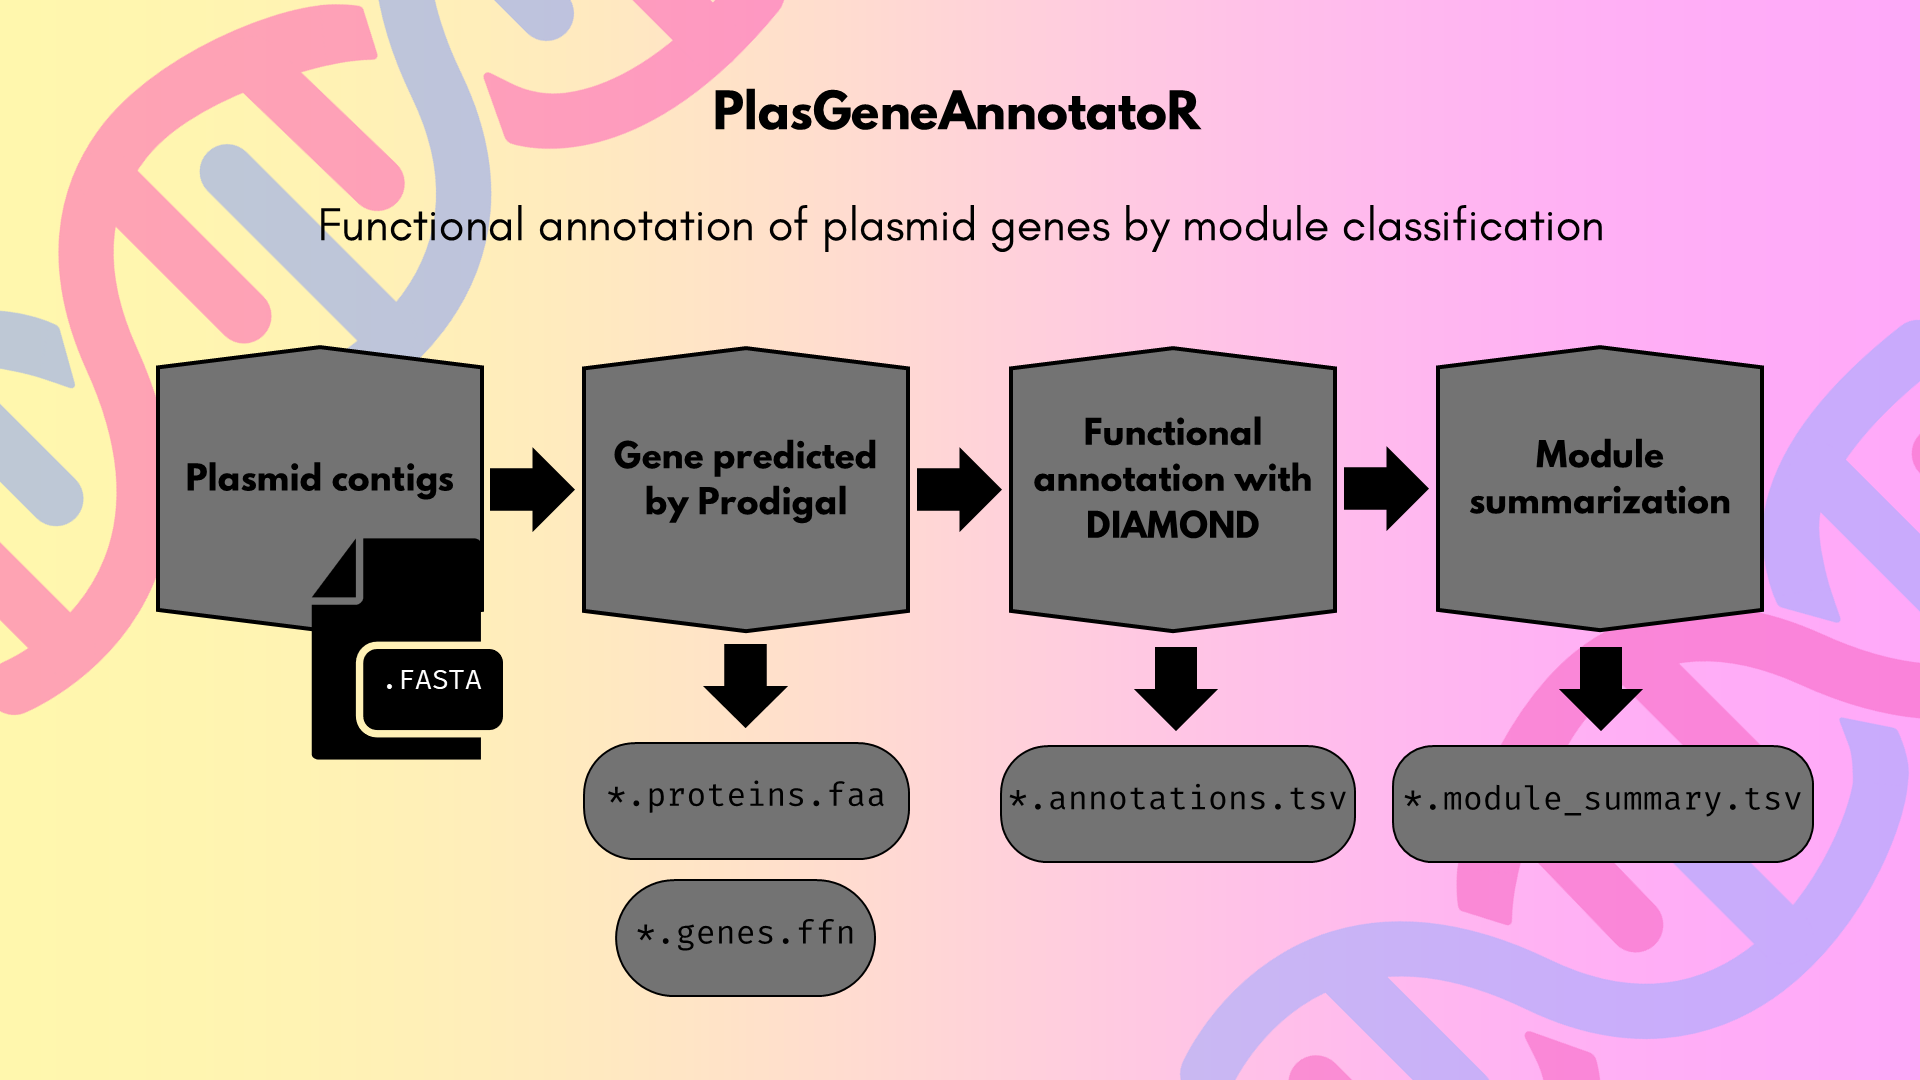 PlasGeneAnnotatoR
Functional annotation of plasmid genes by module classification
Plasmid contigs
.FASTA
Gene predicted
by Prodigal
Functional
annotation with
DIAMOND
Module
summarization
*.proteins.faa
*.annotations.tsv
*.module_summary.tsv
*.genes.ffn